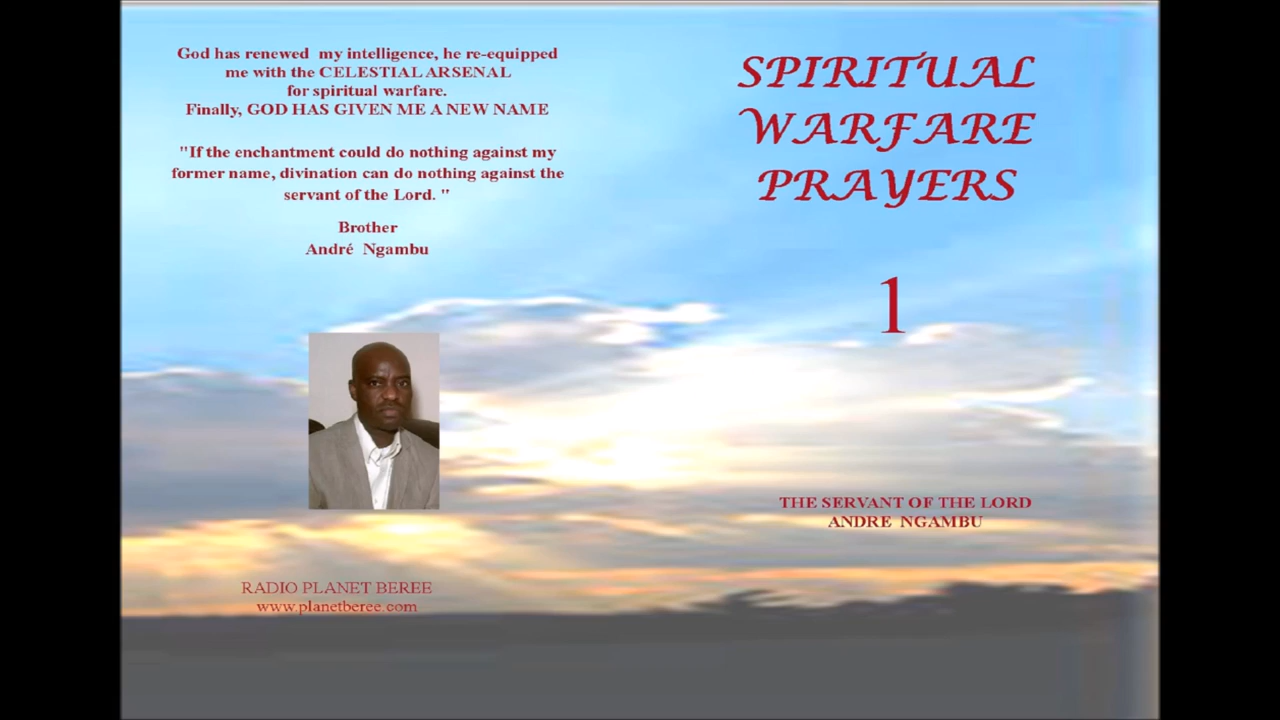 God has renewed my intelligence, he re-equipped
me with the CELESTIAL ARSENAL
for spiritual warfare.
Finally, GOD HAS GIVEN ME A NEW NAME
"If the enchantment could do nothing against my
former name, divination can do nothing against the
servant of the Lord. "
Brother
André Ngambu
RADIO PLANET BEREE
www.planetberee.com
SPIRITUAL
WARFARE
PRAYERS
1
THE SERVANT OF THE LORD
ANDRE NGAMBU